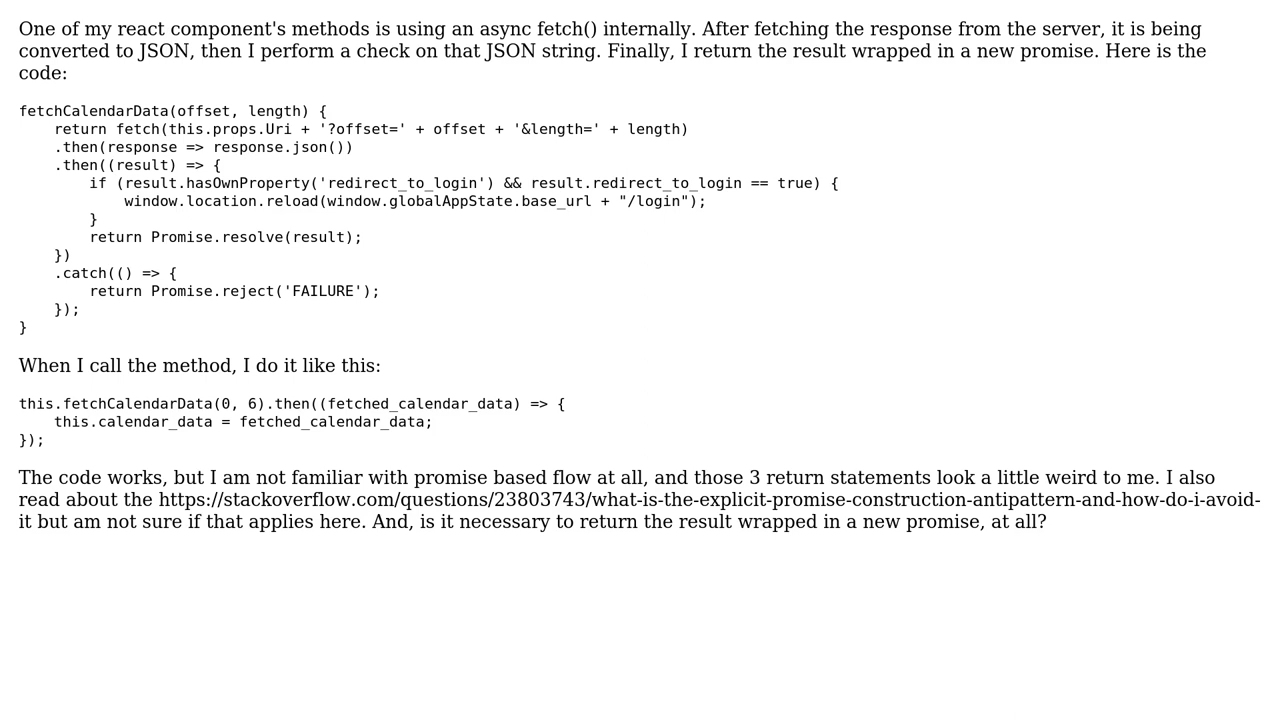 One of my react component's methods is using an async fetch() internally. After fetching the response from the server, it is being
converted to JSON, then I perform a check on that JSON string. Finally, I return the result wrapped in a new promise. Here is the
code:
fetchCalendarData(offset, length) {
    return fetch(this.props.Uri + '?offset=' + offset + '&length=' + length)
    .then(response => response.json())
    .then((result) => {
        if (result.hasOwnProperty('redirect_to_login') && result.redirect_to_login == true) {
            window.location.reload(window.globalAppState.base_url + "/login");
        }
        return Promise.resolve(result);
    })
    .catch(() => {
        return Promise.reject('FAILURE');
    });
}
When I call the method, I do it like this:
this.fetchCalendarData(0, 6).then((fetched_calendar_data) => {
    this.calendar_data = fetched_calendar_data;
});
The code works, but I am not familiar with promise based flow at all, and those 3 return statements look a little weird to me. I also
read about the https://stackoverflow.com/questions/23803743/what-is-the-explicit-promise-construction-antipattern-and-how-do-i-avoid-
it but am not sure if that applies here. And, is it necessary to return the result wrapped in a new promise, at all?